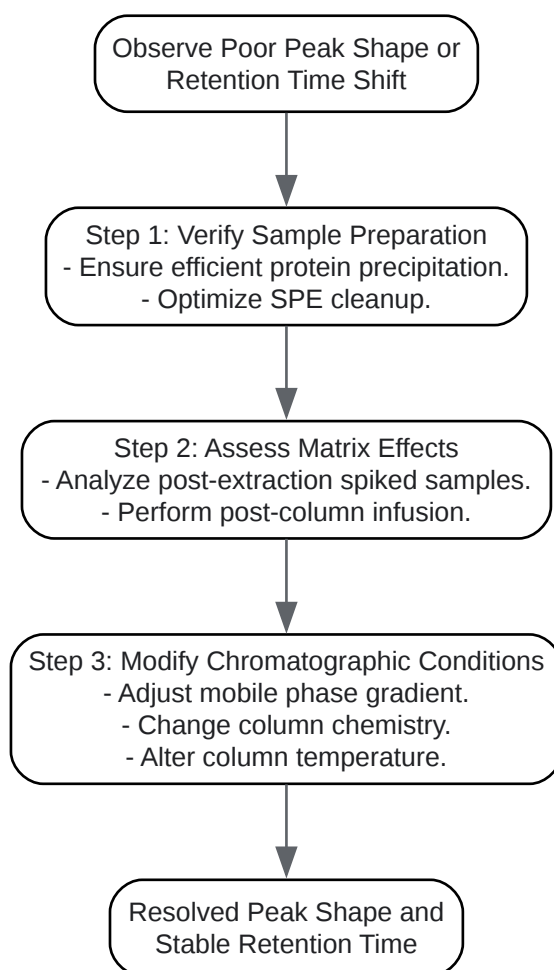 Observe Poor Peak Shape or
Retention Time Shift
Step 1: Verify Sample Preparation
- Ensure efficient protein precipitation.
- Optimize SPE cleanup.
Step 2: Assess Matrix Effects
- Analyze post-extraction spiked samples.
- Perform post-column infusion.
Step 3: Modify Chromatographic Conditions
- Adjust mobile phase gradient.
- Change column chemistry.
- Alter column temperature.
Resolved Peak Shape and
Stable Retention Time